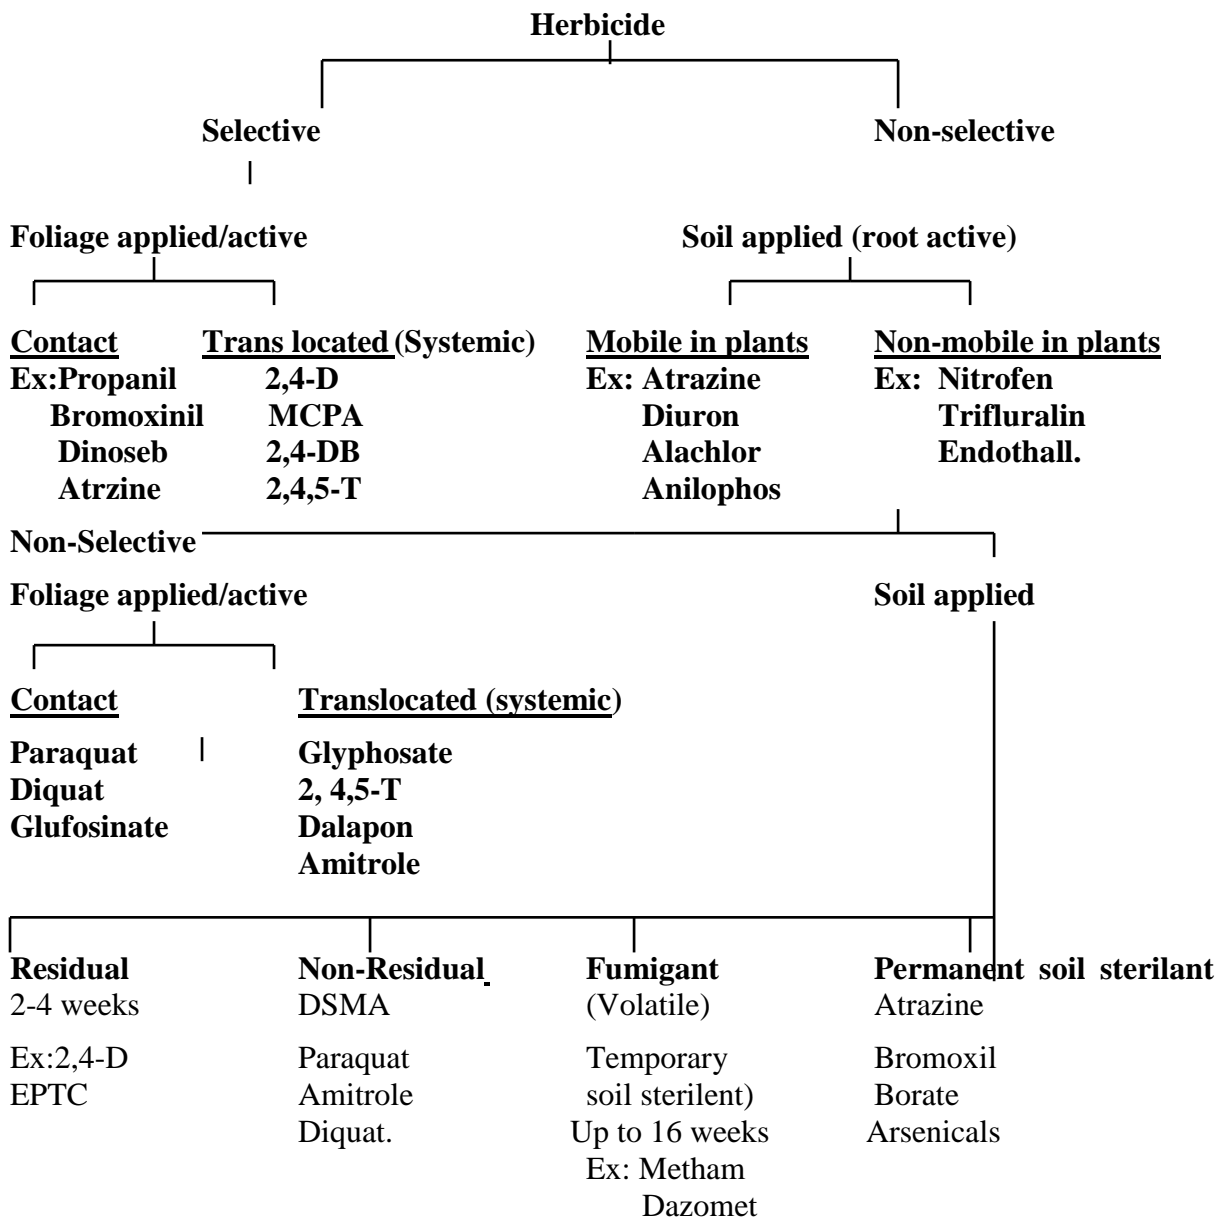 Herbicide
Selective Non-selective
Foliage applied/active Soil applied (root active)
Contact Trans located (Systemic) Mobile in plants Non-mobile in plants
Ex:Propanil 2,4-D Ex: Atrazine Ex: Nitrofen
Bromoxinil MCPA Diuron Trifluralin
Dinoseb 2,4-DB Alachlor Endothall.
Atrzine 2,4,5-T Anilophos
Non-Selective
Foliage applied/active Soil applied
Contact Translocated (systemic)
Paraquat Glyphosate
Diquat 2, 4,5-T
Glufosinate Dalapon
Amitrole
Residual Non-Residual Fumigant Permanent soil sterilant
2-4 weeks DSMA (Volatile) Atrazine
Ex:2,4-D Paraquat Temporary Bromoxil
EPTC Amitrole soil sterilent) Borate
Diquat. Up to 16 weeks Arsenicals
Ex: Metham
Dazomet